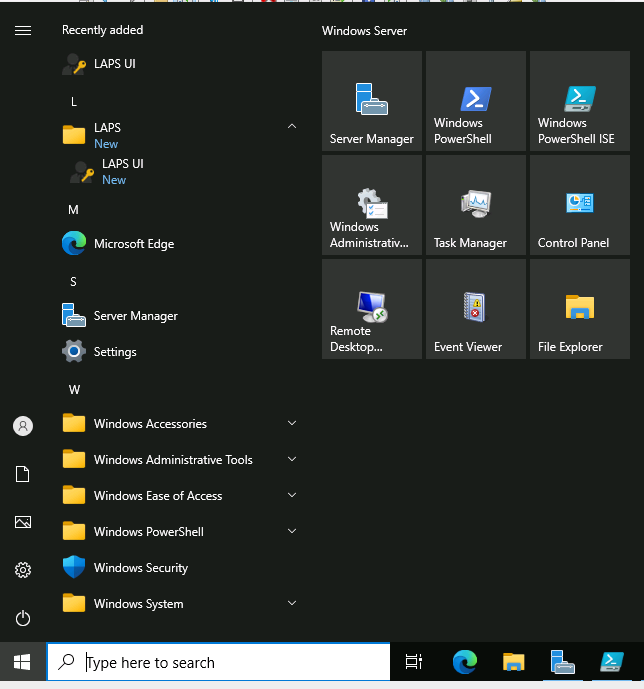 Recently added
LAPS UI
L
LAPS
New
LAPS UI
New
M
Microsoft Edge
S
Server Manager
Settings
W
Windows Accessories
Windows Administrative Tools
Windows Ease of Access
Windows PowerShell
Windows Security
Windows System
Windows Server
Server Manager
Windows
PowerShell
Windows
PowerShell ISE
Windows
Administrativ...
Task Manager
Control Panel
Remote
Desktop...
Event Viewer
File Explorer
Type here to search